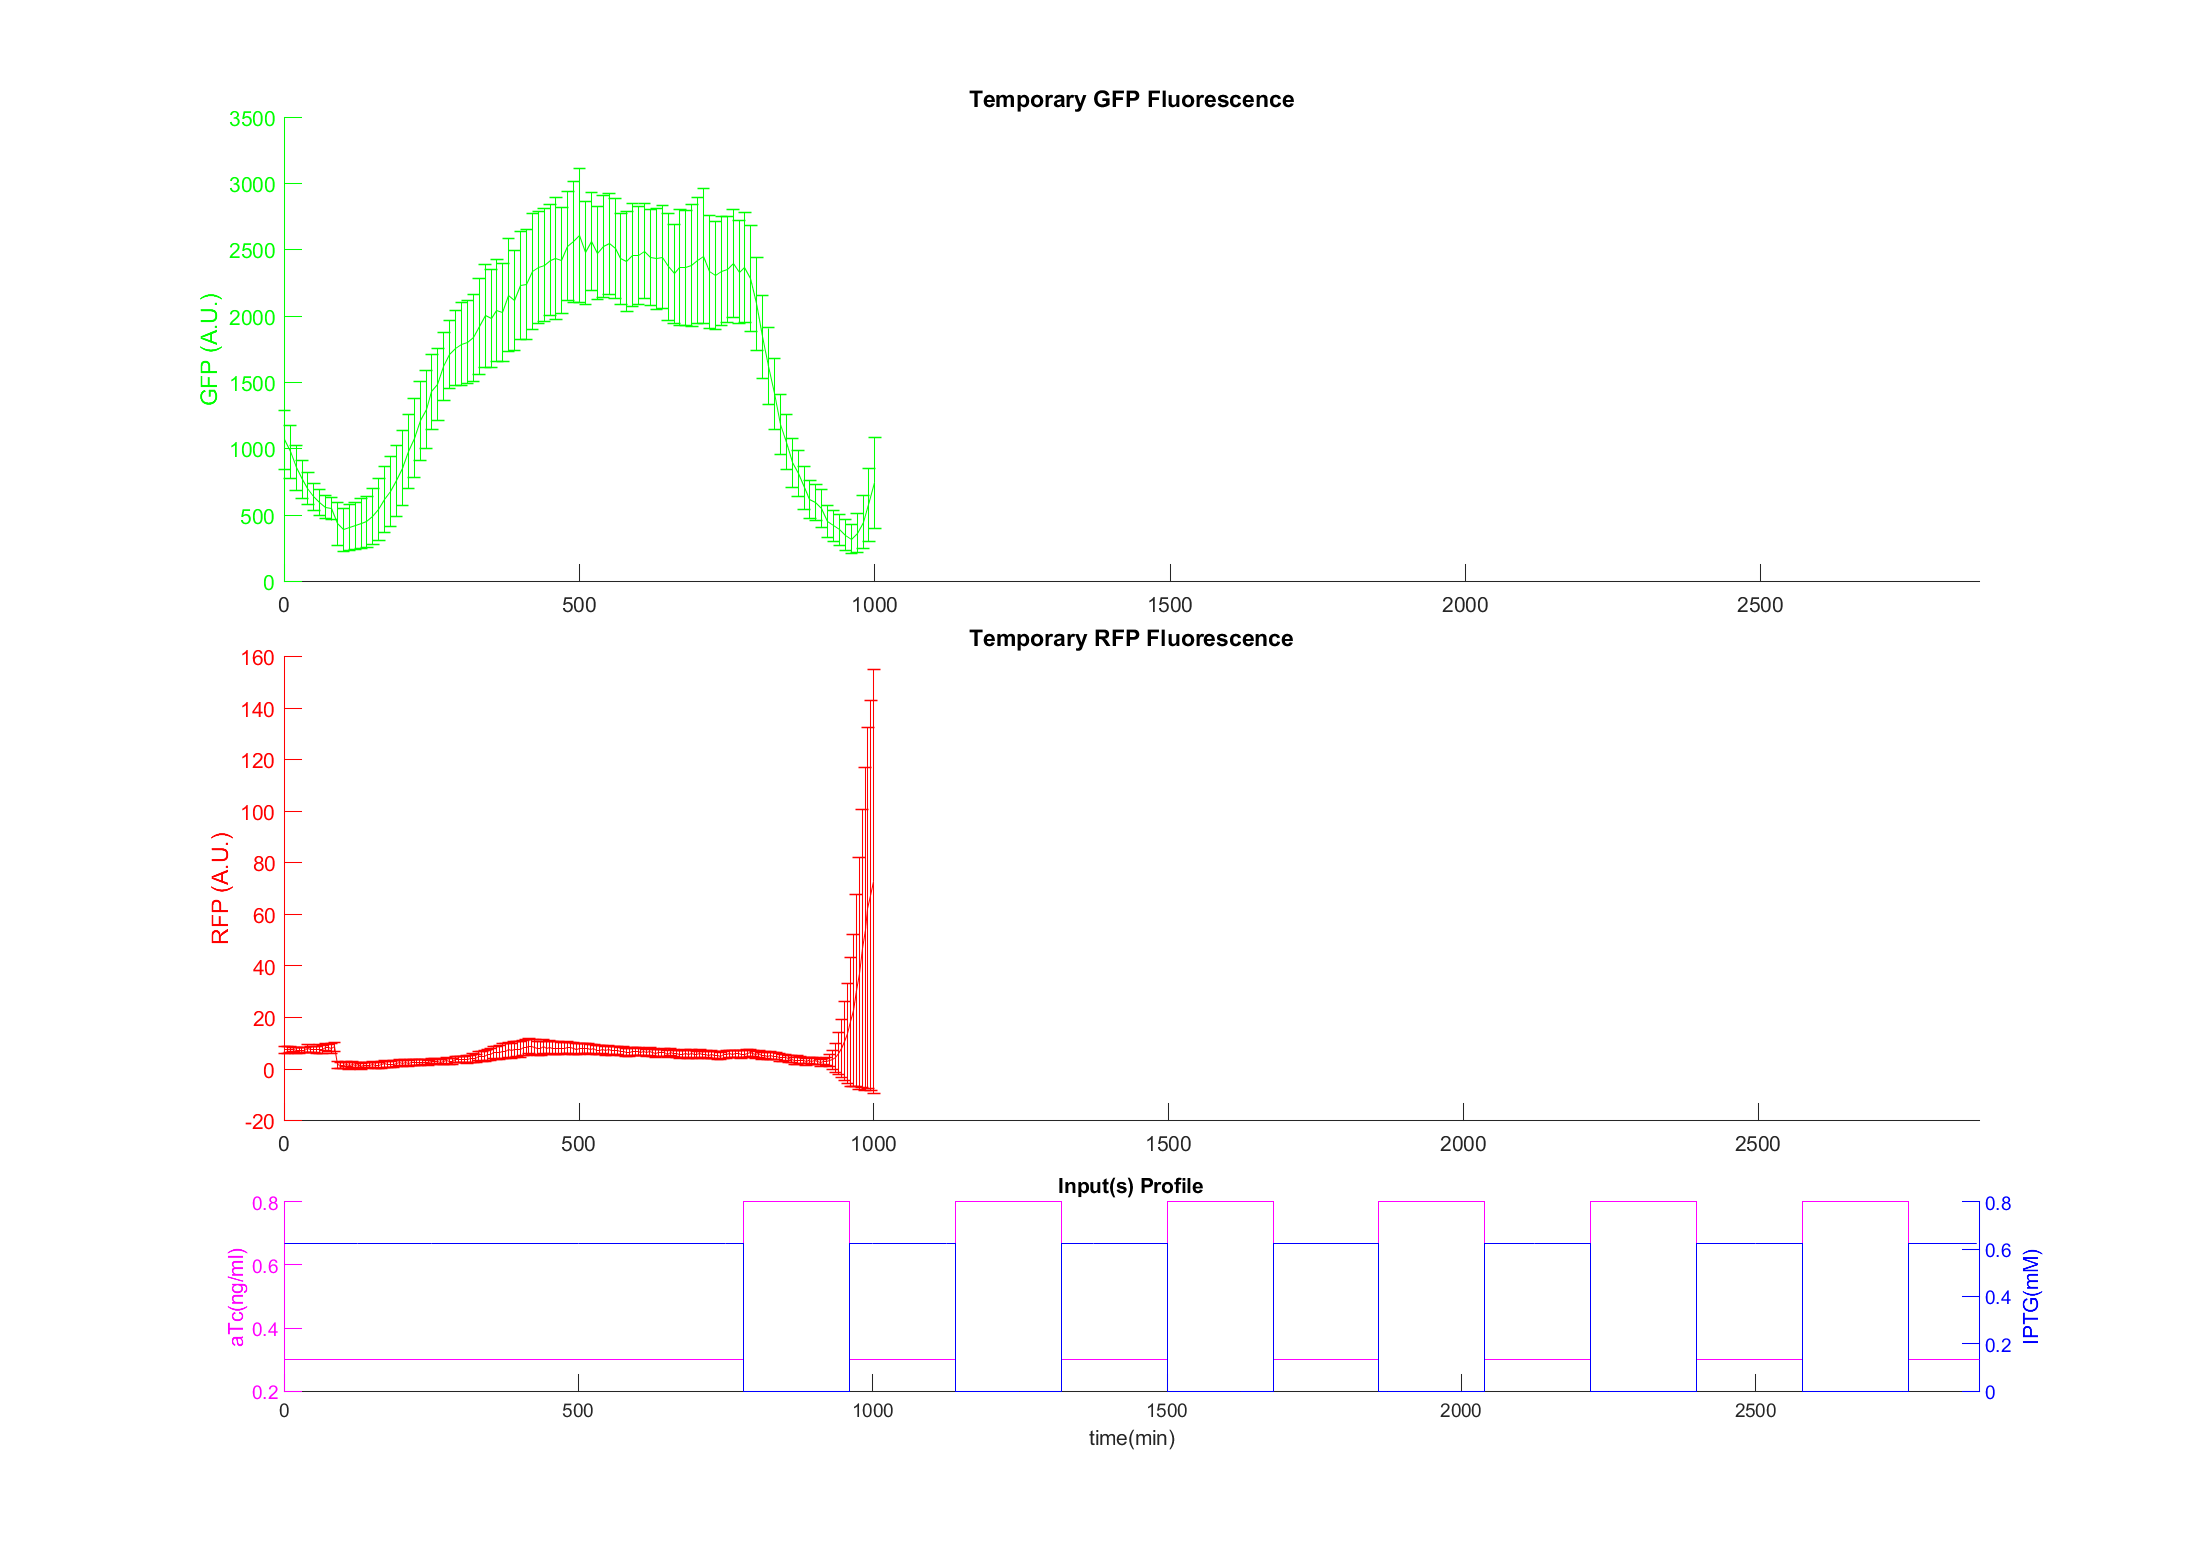 Temporary GFP Fluorescence
GFP (A.U.)
3500
3000
2500
2000
1500
1000
500
0
0 500 1000 1500 2000 2500
Temporary RFP Fluorescence
RFP (A.U.)
160
140
120
100
80
60
40
20
0
-20
0 500 1000 1500 2000 2500
Input(s) Profile
aTc(ng/ml)
0.8
0.6
0.4
0.2
IPTG(mM)
0.8
0.6
0.4
0.2
0
0 500 1000 1500 2000 2500
time(min)